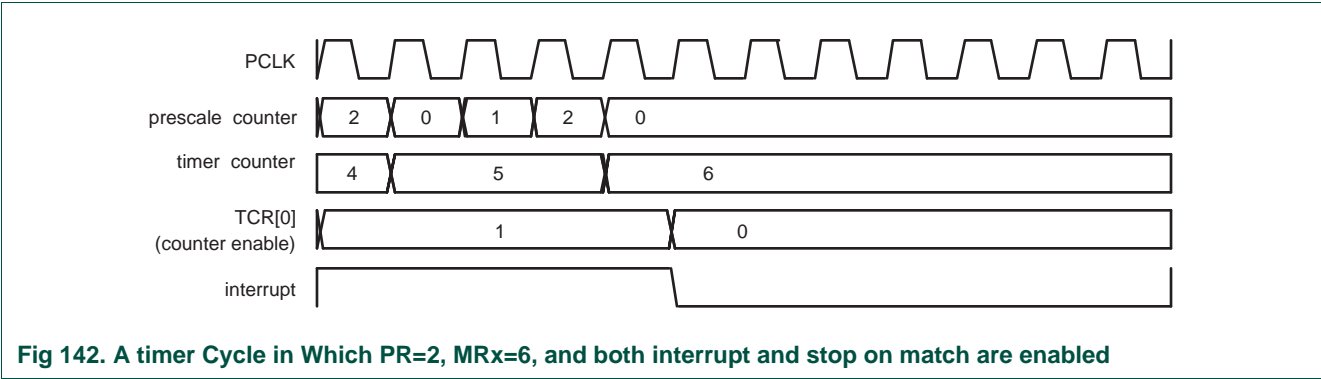 PCLK
prescale counter 2 0 1 2 0
timer counter 4 5 6
TCR[0]
(counter enable) 1 0
interrupt
Fig 142. A timer Cycle in Which PR=2, MRx=6, and both interrupt and stop on match are enabled